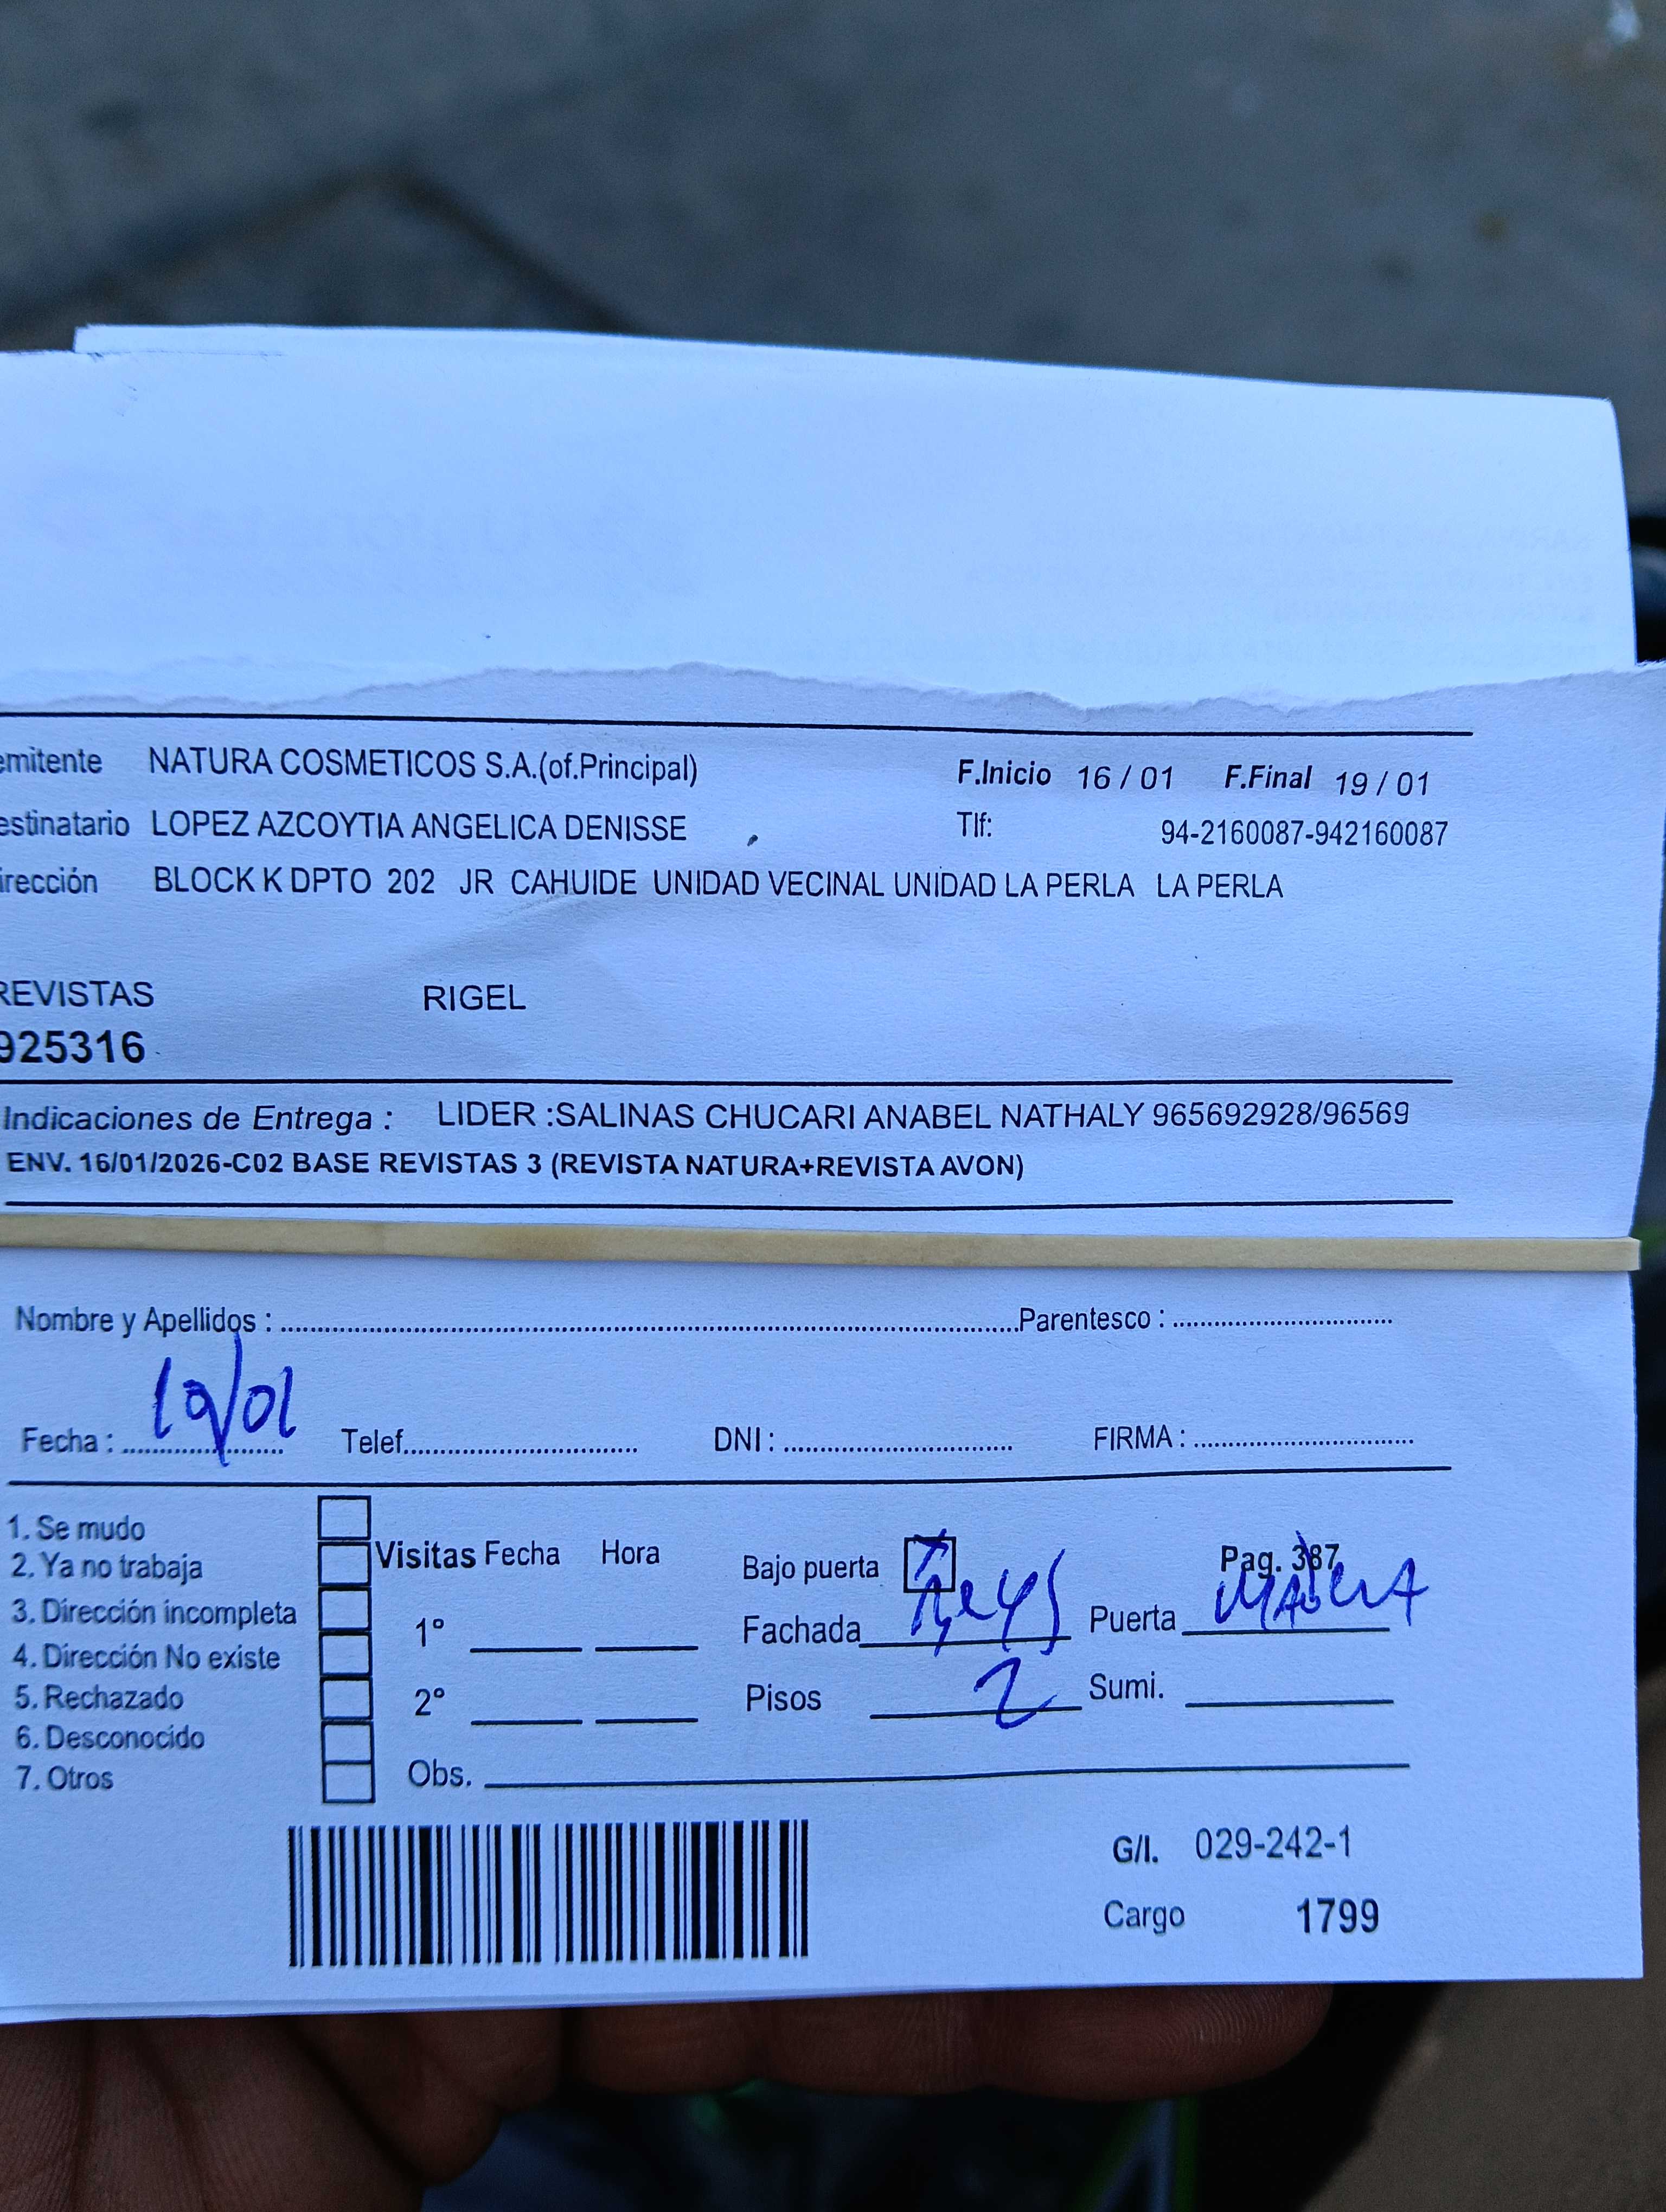 emitente NATURA COSMETICOS S.A.(of.Principal) F.Inicio 16 / 01 F.Final 19 / 01
estinatario LOPEZ AZCOYTIA ANGELICA DENISSE Tlf: 94-2160087-942160087
irección BLOCK K DPTO 202 JR CAHUIDE UNIDAD VECINAL UNIDAD LA PERLA LA PERLA
REVISTAS RIGEL
925316
Indicaciones de Entrega : LIDER :SALINAS CHUCARI ANABEL NATHALY 965692928/96569
ENV. 16/01/2026-C02 BASE REVISTAS 3 (REVISTA NATURA+REVISTA AVON)
Nombre y Apellidos : Parentesco :
Fecha : 19/01 Telef. DNI : FIRMA :
1. Se mudo
2. Ya no trabaja
3. Dirección incompleta
4. Dirección No existe
5. Rechazado
6. Desconocido
7. Otros
Visitas Fecha Hora
1°
2°
Obs.
Bajo puerta Pag. 387
Fachada Puerta
Pisos 2 Sumi.
G/I. 029-242-1
Cargo 1799